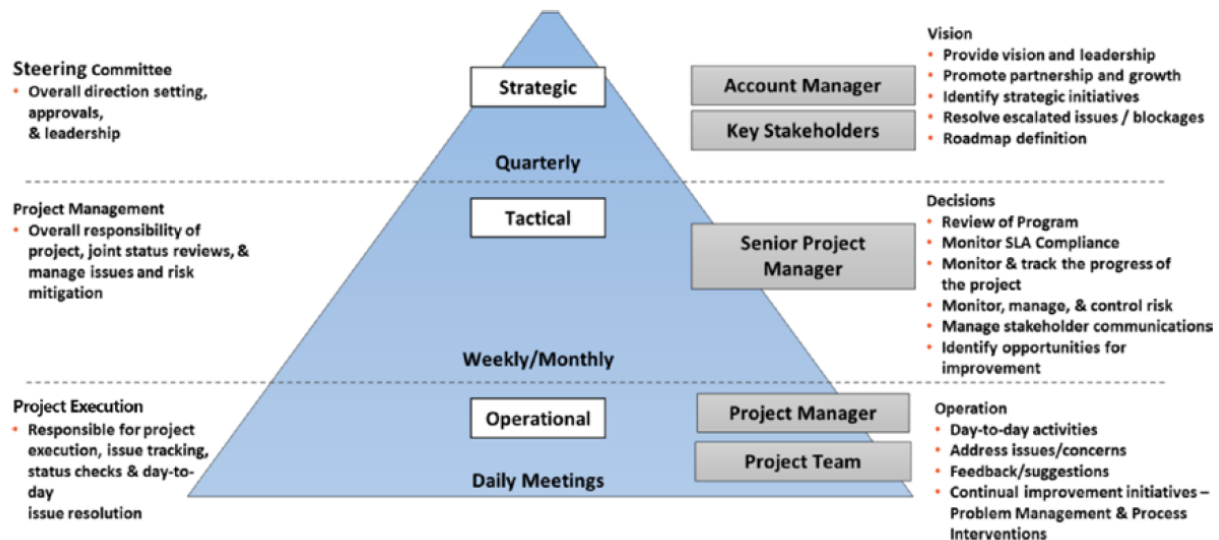 Steering Committee
• Overall direction setting,
approvals,
& leadership
Strategic
Quarterly
Account Manager
Key Stakeholders
Vision
• Provide vision and leadership
• Promote partnership and growth
• Identify strategic initiatives
• Resolve escalated issues / blockages
• Roadmap definition
Project Management
• Overall responsibility of
project, joint status reviews, &
manage issues and risk
mitigation
Tactical
Weekly/Monthly
Senior Project
Manager
Decisions
• Review of Program
• Monitor SLA Compliance
• Monitor & track the progress of
the project
• Monitor, manage, & control risk
• Manage stakeholder communications
• Identify opportunities for
improvement
Project Execution
• Responsible for project
execution, issue tracking,
status checks & day-to-
day
issue resolution
Operational
Daily Meetings
Project Manager
Project Team
Operation
• Day-to-day activities
• Address issues/concerns
• Feedback/suggestions
• Continual improvement initiatives –
Problem Management & Process
Interventions